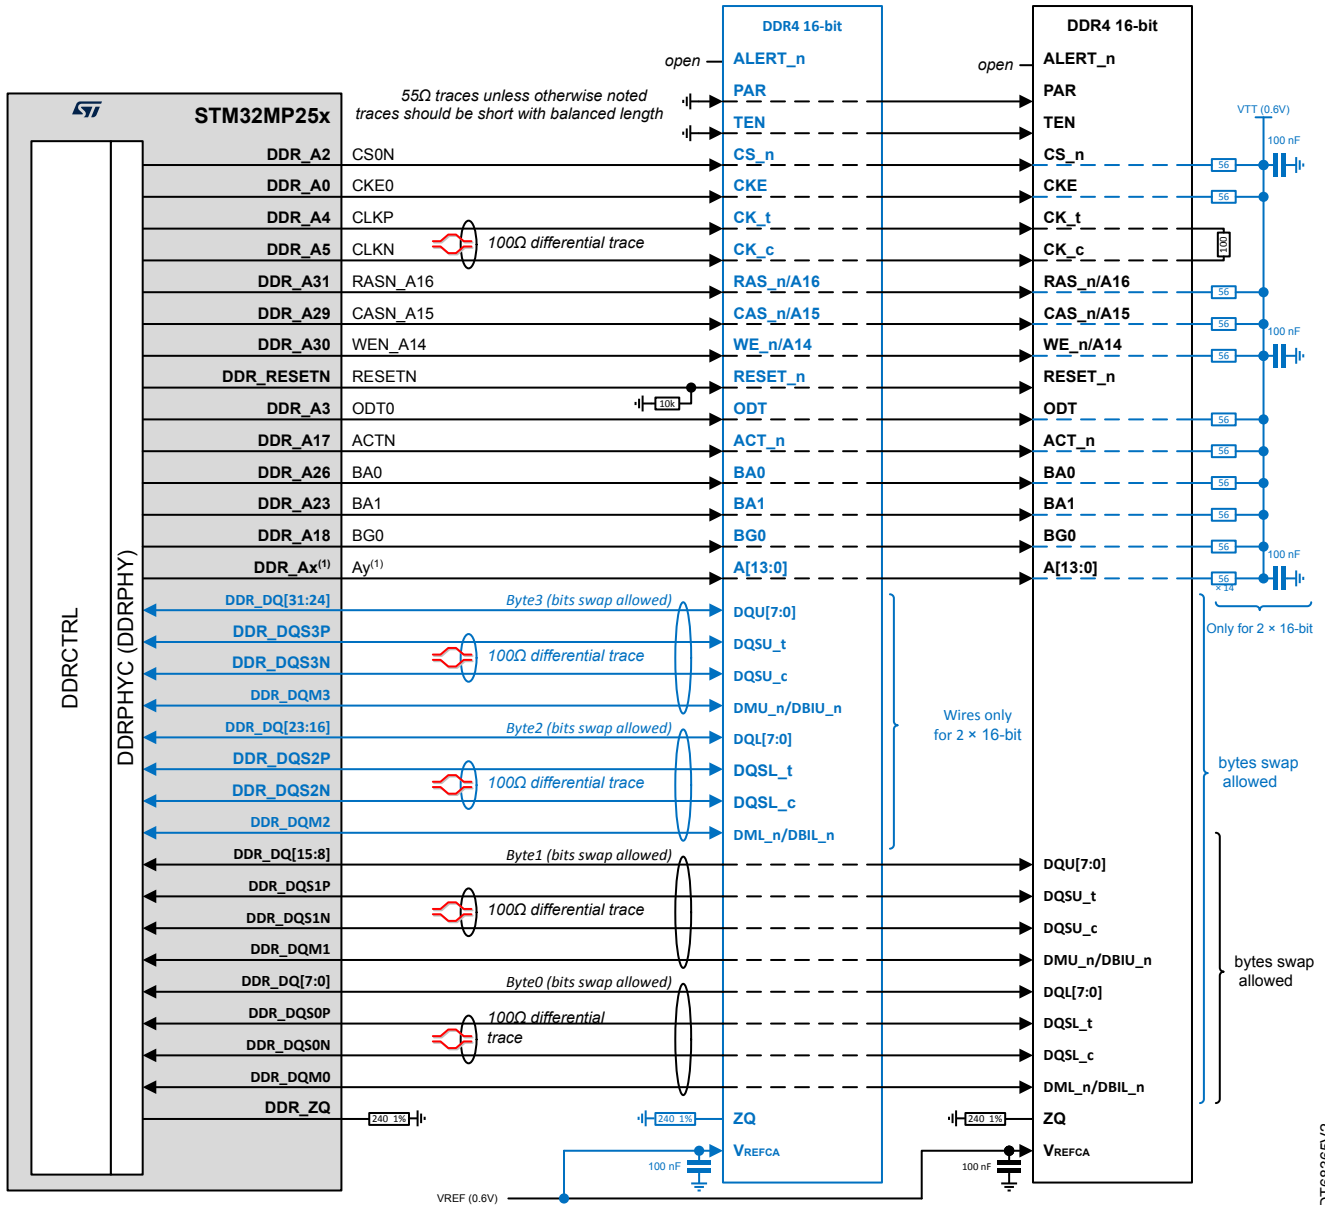 DDR4 16-bit
DDR4 16-bit
open
ALERT_n
open
ALERT_n
STM32MP25x
55Ω traces unless otherwise noted
traces should be short with balanced length
PAR
PAR
TEN
TEN
VTT (0.6V)
100 nF
DDR_A2 CS0N CS_n CS_n 56
DDR_A0 CKE0 CKE CKE 56
DDR_A4 CLKP CK_t CK_t
100Ω differential trace
100
DDR_A5 CLKN CK_c CK_c
DDR_A31 RASN_A16 RAS_n/A16 RAS_n/A16 56
DDR_A29 CASN_A15 CAS_n/A15 CAS_n/A15 56
100 nF
DDR_A30 WEN_A14 WE_n/A14 WE_n/A14 56
DDR_RESETN RESETN RESET_n RESET_n
10k
DDR_A3 ODT0 ODT ODT 56
DDR_A17 ACTN ACT_n ACT_n 56
DDR_A26 BA0 BA0 BA0 56
DDR_A23 BA1 BA1 BA1 56
DDR_A18 BG0 BG0 BG0 56
100 nF
DDR_Ax(1) Ay(1) A[13:0] A[13:0] 56
× 14
Only for 2 × 16-bit
DDRCTRL
DDRPHYC (DDRPHY)
DDR_DQ[31:24] Byte3 (bits swap allowed) DQU[7:0]
DDR_DQS3P DQSU_t
100Ω differential trace
DDR_DQS3N DQSU_c
DDR_DQM3 DMU_n/DBIU_n
DDR_DQ[23:16] Byte2 (bits swap allowed) DQL[7:0]
DDR_DQS2P DQSL_t
100Ω differential trace
DDR_DQS2N DQSL_c
DDR_DQM2 DML_n/DBIL_n
Wires only
for 2 × 16-bit
bytes swap
allowed
DDR_DQ[15:8] Byte1 (bits swap allowed) DQU[7:0]
DDR_DQS1P DQSU_t
100Ω differential trace
DDR_DQS1N DQSU_c
DDR_DQM1 DMU_n/DBIU_n
DDR_DQ[7:0] Byte0 (bits swap allowed) DQL[7:0]
DDR_DQS0P DQSL_t
100Ω differential
trace
DDR_DQS0N DQSL_c
DDR_DQM0 DML_n/DBIL_n
bytes swap
allowed
DDR_ZQ 240 1% 240 1% ZQ 240 1% ZQ
VREFCA
VREFCA
100 nF
100 nF
VREF (0.6V)